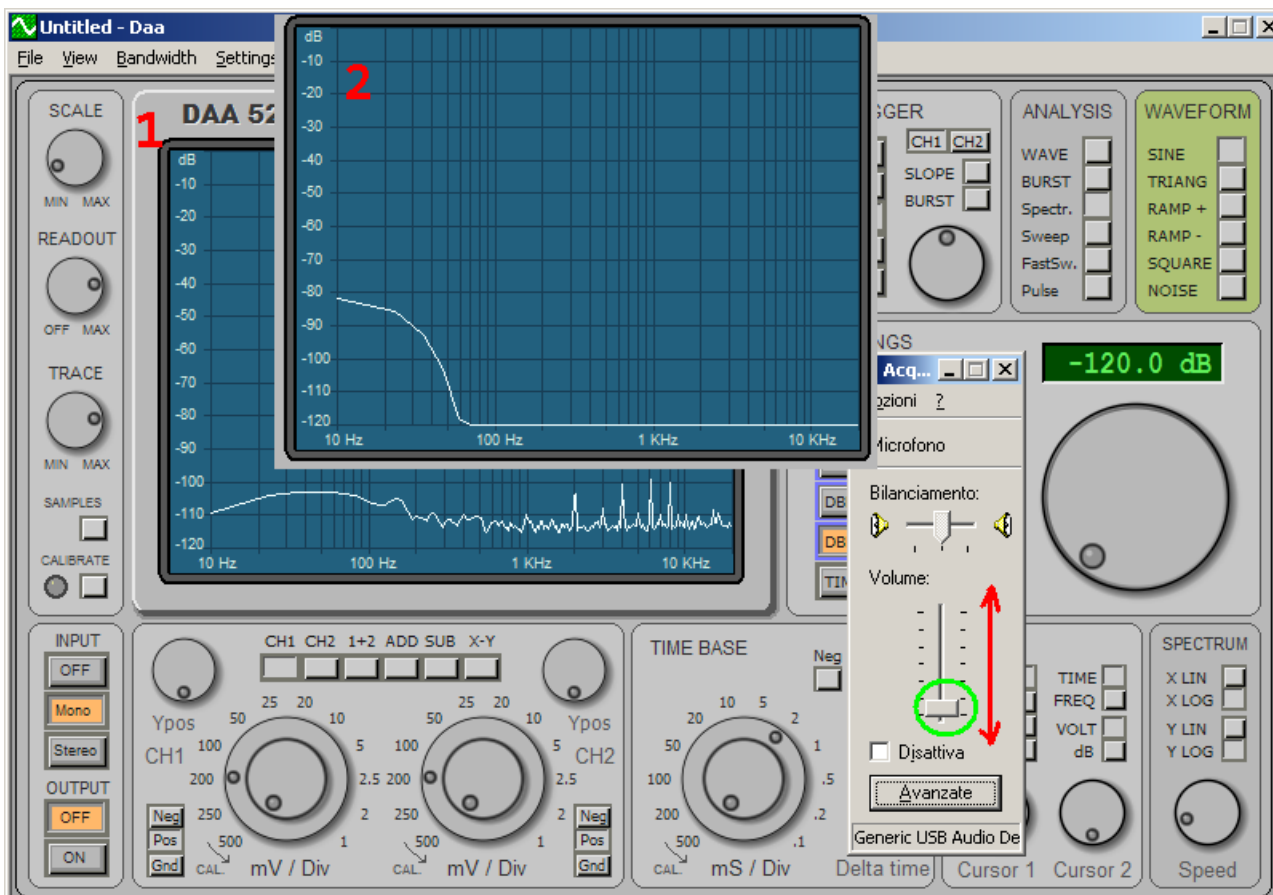 Untitled - Daa
File View Bandwidth Settings
SCALE
MIN MAX
READOUT
OFF MAX
TRACE
MIN MAX
SAMPLES
CALIBRATE
1
DAA 52
dB
-10
-20
-30
-40
-50
-60
-70
-80
-90
-100
-110
-120
10 Hz 100 Hz 1 KHz 10 KHz
2
dB
-10
-20
-30
-40
-50
-60
-70
-80
-90
-100
-110
-120
10 Hz 100 Hz 1 KHz 10 KHz
GGER
CH1 CH2
SLOPE
BURST
ANALYSIS
WAVE
BURST
Spectr.
Sweep
FastSw.
Pulse
WAVEFORM
SINE
TRIANG
RAMP +
RAMP -
SQUARE
NOISE
NGS
-120.0 dB
DB
DB
TIM
Acq...
pzioni ?
Microfono
Bilanciamento:
Volume:
Disattiva
Avanzate
Generic USB Audio De
INPUT
OFF
Mono
Stereo
OUTPUT
OFF
ON
CH1 CH2 1+2 ADD SUB X-Y
Ypos
CH1
500 250 200 100 50 25 20 10 5 2.5 2 1
Neg
Pos
Gnd
CAL. mV / Div
Ypos
CH2
500 200 100 50 25 20 10 5 2.5 2 1
Neg
Pos
Gnd
CAL. mV / Div
TIME BASE
Neg
500 200 100 50 20 10 5 2 1 .5 .2 .1
CAL. mS / Div
Delta time
TIME
FREQ
VOLT
dB
Cursor 1 Cursor 2
SPECTRUM
X LIN
X LOG
Y LIN
Y LOG
Speed